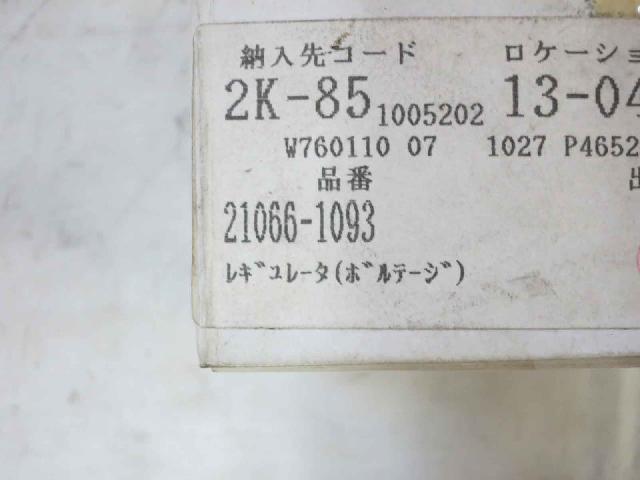 納入先コード ロケーショ
2K-85 1005202 13-04
W760110 07 1027 P4652
品番
21066-1093
ﾚｷﾞｭﾚｰﾀ(ﾎﾞﾙﾃｰｼﾞ)